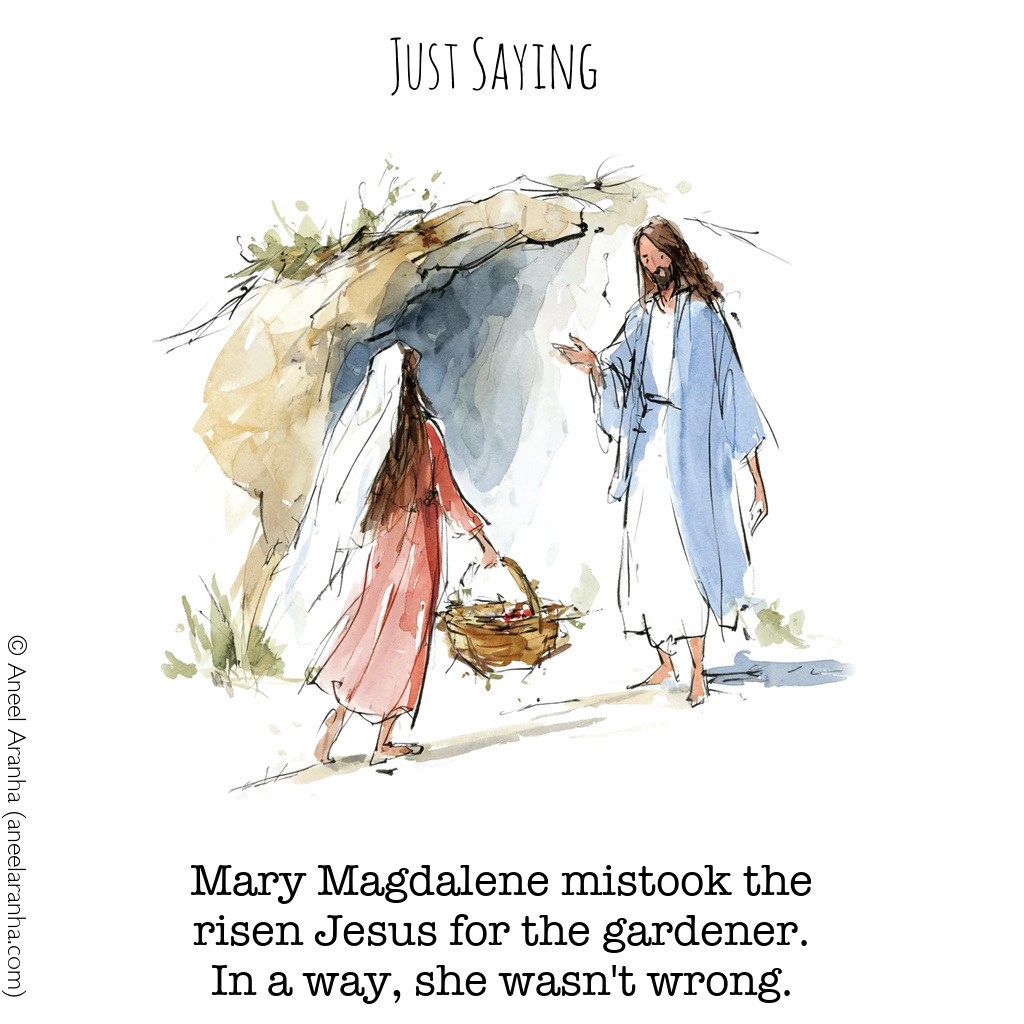 Just Saying
Mary Magdalene mistook the
risen Jesus for the gardener.
In a way, she wasn't wrong.
© Aneel Aranha (aneelaranha.com)